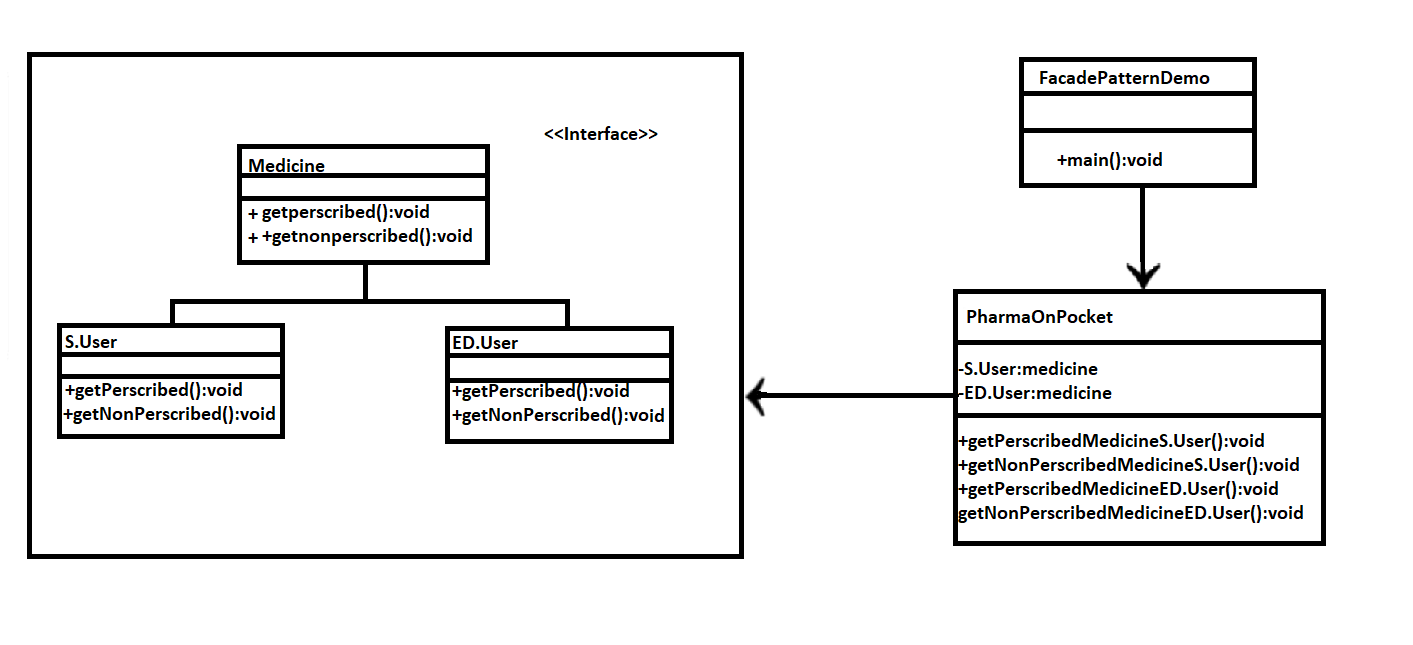 <<Interface>>
Medicine
+ getperscribed():void
+ +getnonperscribed():void
S.User
+getPerscribed():void
+getNonPerscribed():void
ED.User
+getPerscribed():void
+getNonPerscribed():void
FacadePatternDemo
+main():void
PharmaOnPocket
-S.User:medicine
-ED.User:medicine
+getPerscribedMedicineS.User():void
+getNonPerscribedMedicineS.User():void
+getPerscribedMedicineED.User():void
getNonPerscribedMedicineED.User():void